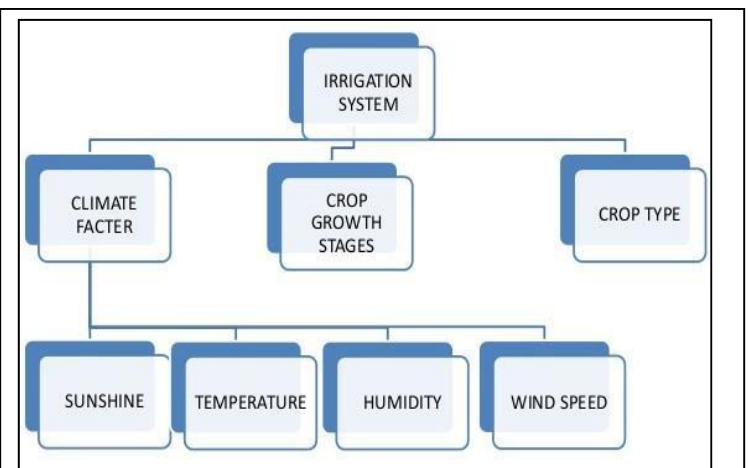 IRRIGATION
SYSTEM
CLIMATE
FACTER
CROP
GROWTH
STAGES
CROP TYPE
SUNSHINE
TEMPERATURE
HUMIDITY
WIND SPEED